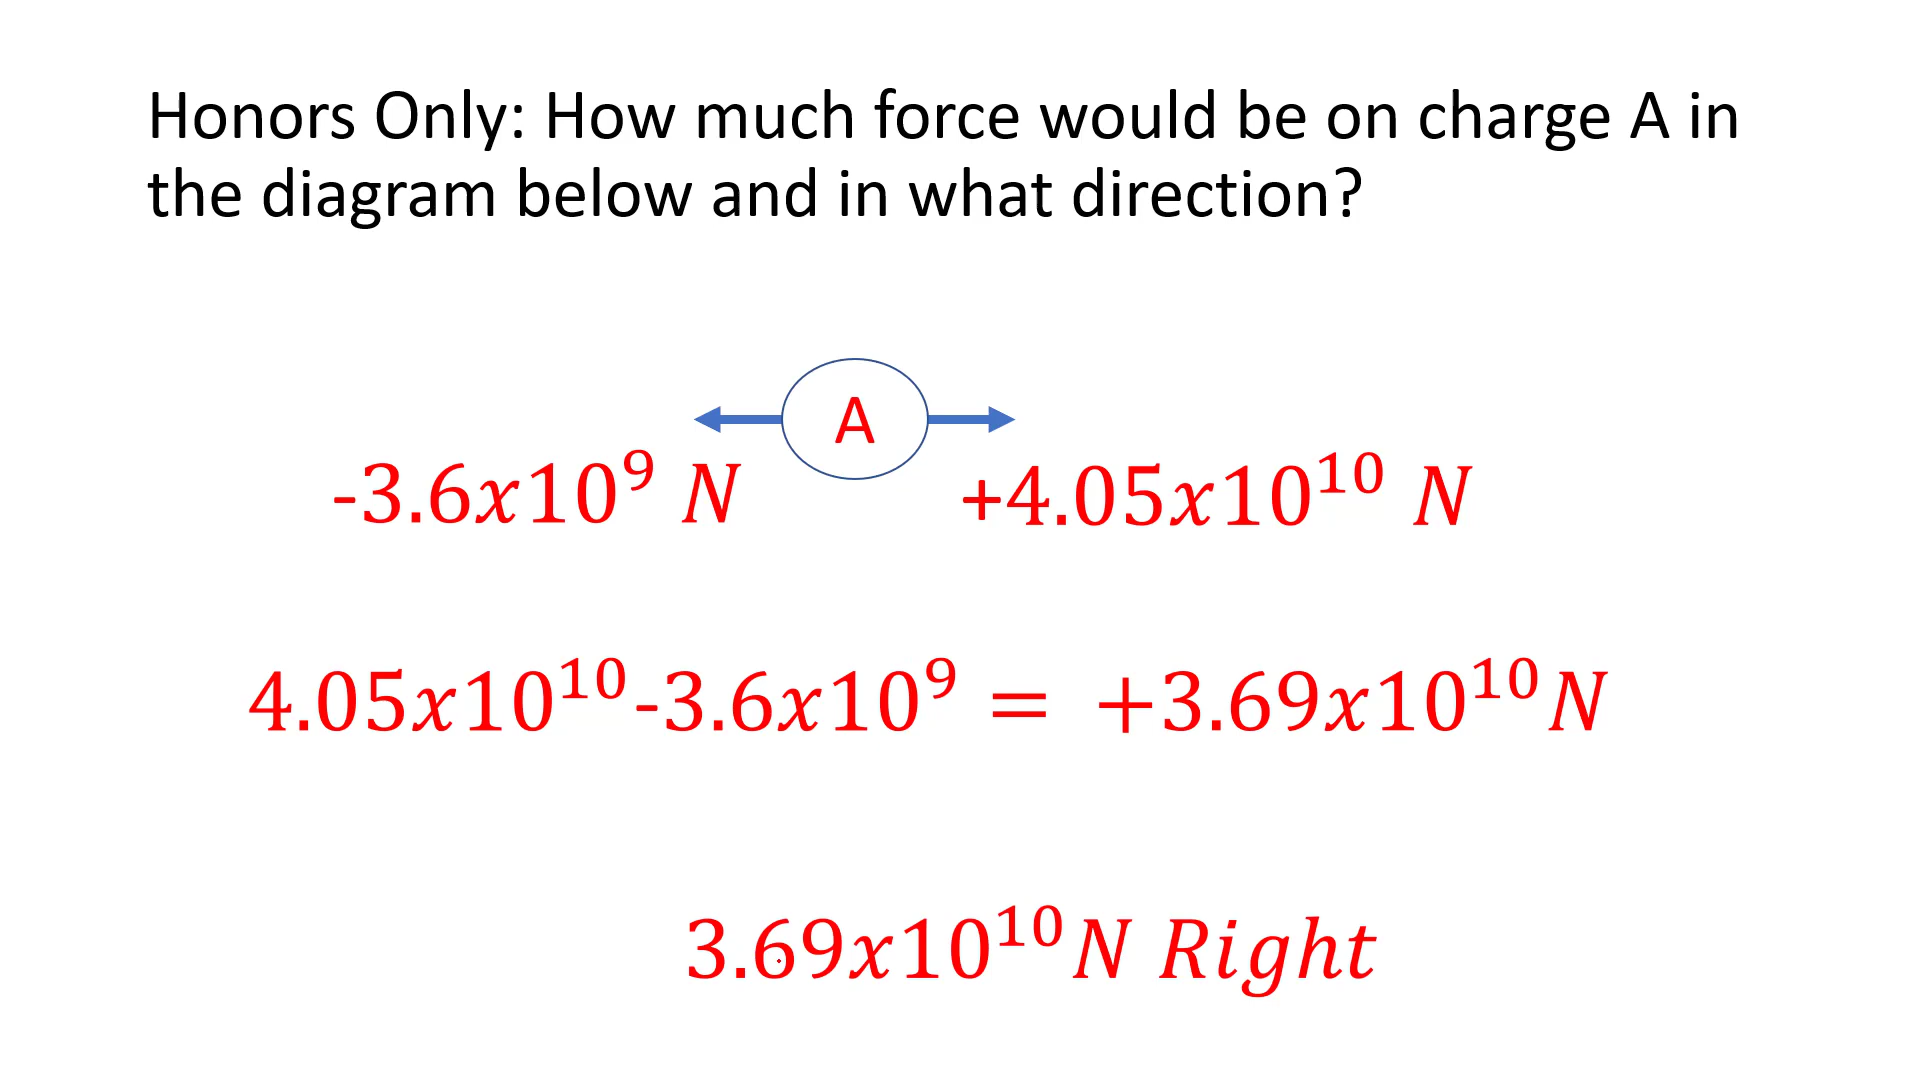 Honors Only: How much force would be on charge A in
the diagram below and in what direction?
A
-3.6x10⁹ N +4.05x10¹⁰ N
4.05x10¹⁰-3.6x10⁹ = +3.69x10¹⁰N
3.69x10¹⁰N Right